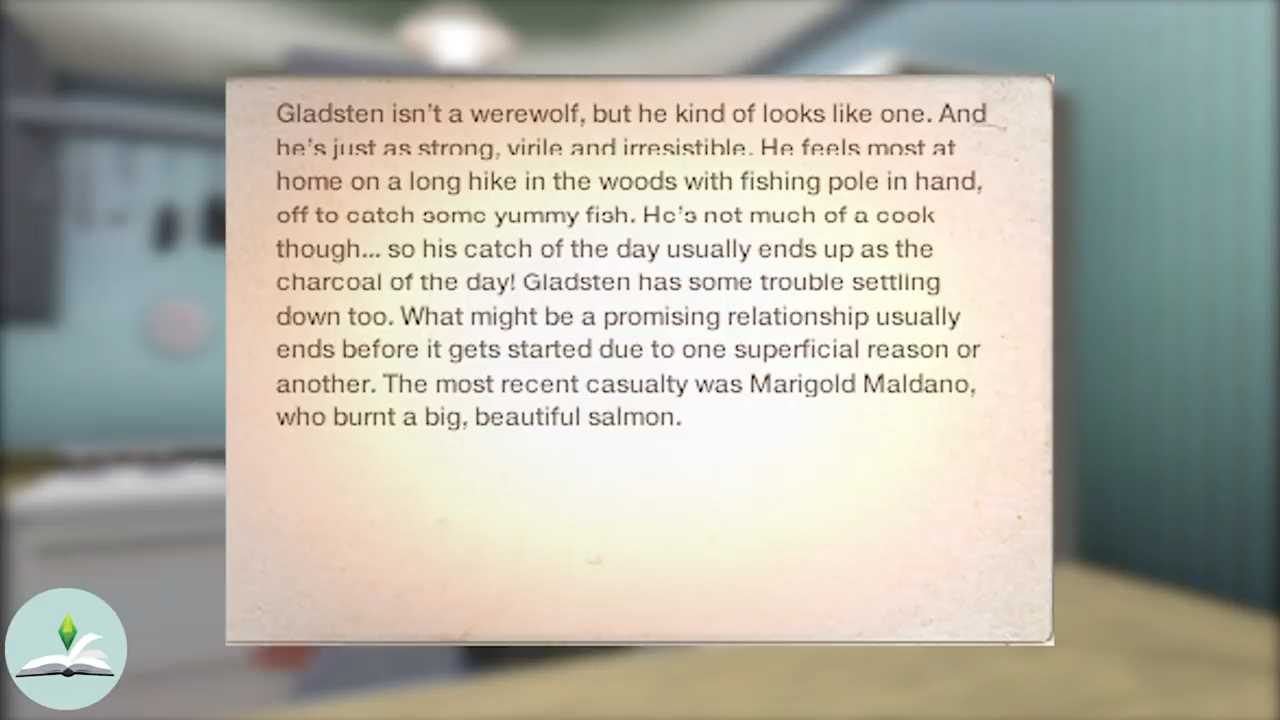 Gladsten isn't a werewolf, but he kind of looks like one. And
he's just as strong, virile and irresistible. He feels most at
home on a long hike in the woods with fishing pole in hand,
off to catch some yummy fish. He's not much of a cook
though... so his catch of the day usually ends up as the
charcoal of the day! Gladsten has some trouble settling
down too. What might be a promising relationship usually
ends before it gets started due to one superficial reason or
another. The most recent casualty was Marigold Maldano,
who burnt a big, beautiful salmon.